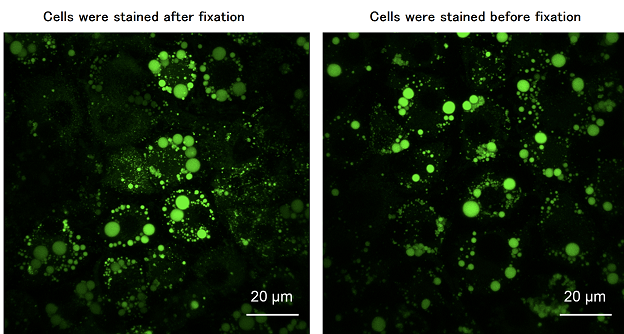 Cells were stained after fixation
Cells were stained before fixation
20 μm
20 μm